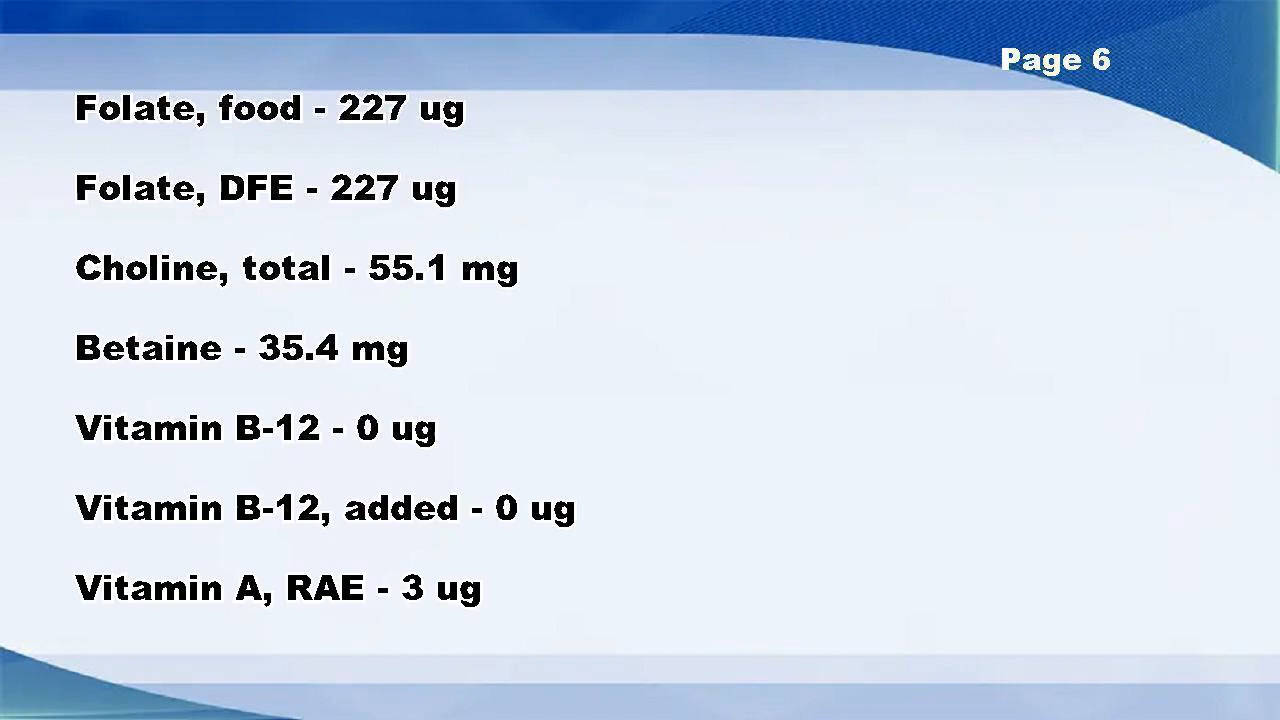 Page 6
Folate, food - 227 ug
Folate, DFE - 227 ug
Choline, total - 55.1 mg
Betaine - 35.4 mg
Vitamin B-12 - 0 ug
Vitamin B-12, added - 0 ug
Vitamin A, RAE - 3 ug